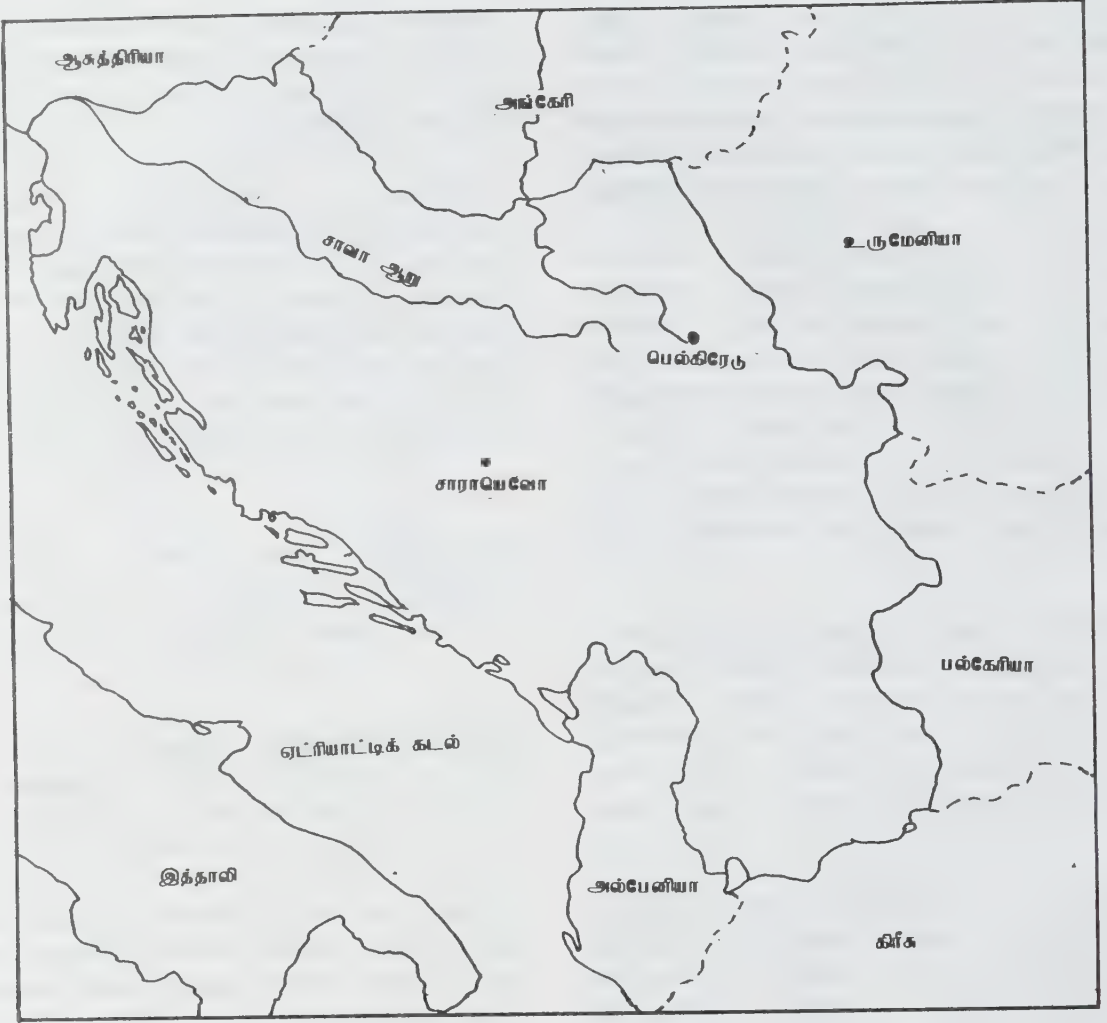 ஆசுத்திரியா
அங்கேரி
சாவா ஆறு
உருமேனியா
பெல்கிரேடு
சாராயெவோ
பல்கேரியா
ஏட்ரியாட்டிக் கடல்
இத்தாலி
அல்பேனியா
கிரீசு